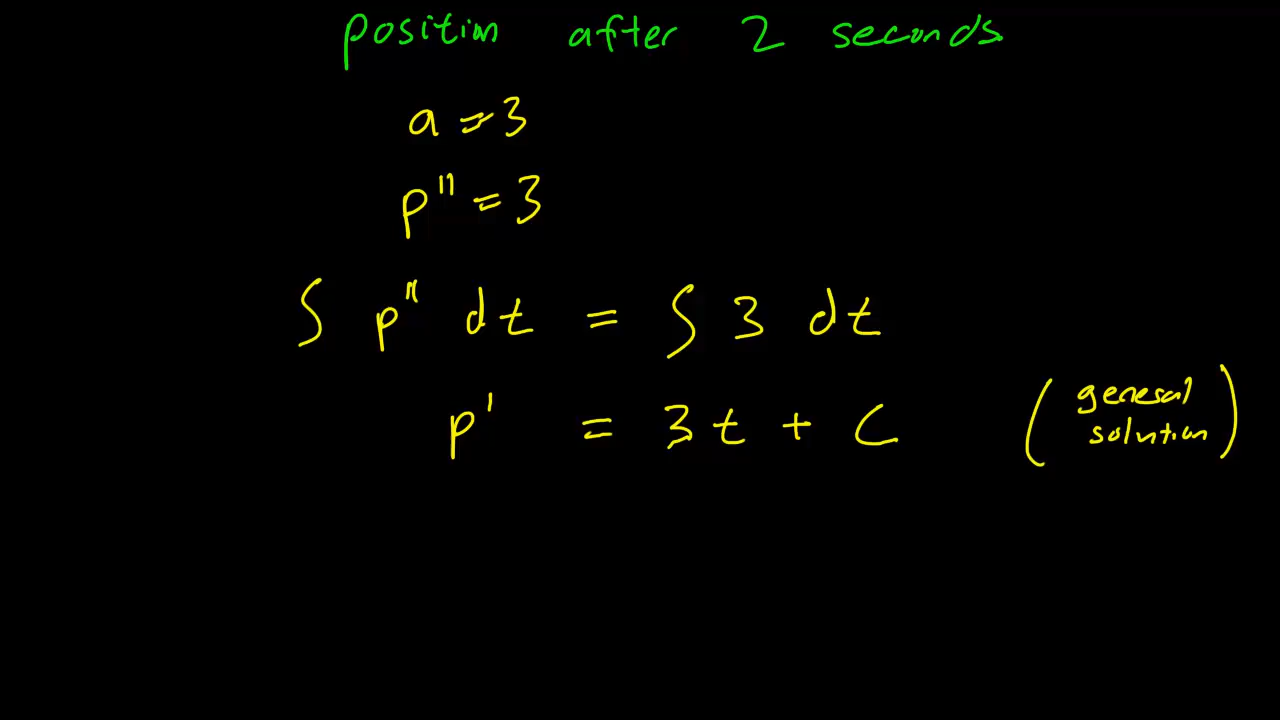 position after 2 seconds
a = 3
p'' = 3
∫ p'' dt = ∫ 3 dt
p' = 3t + C (general solution)